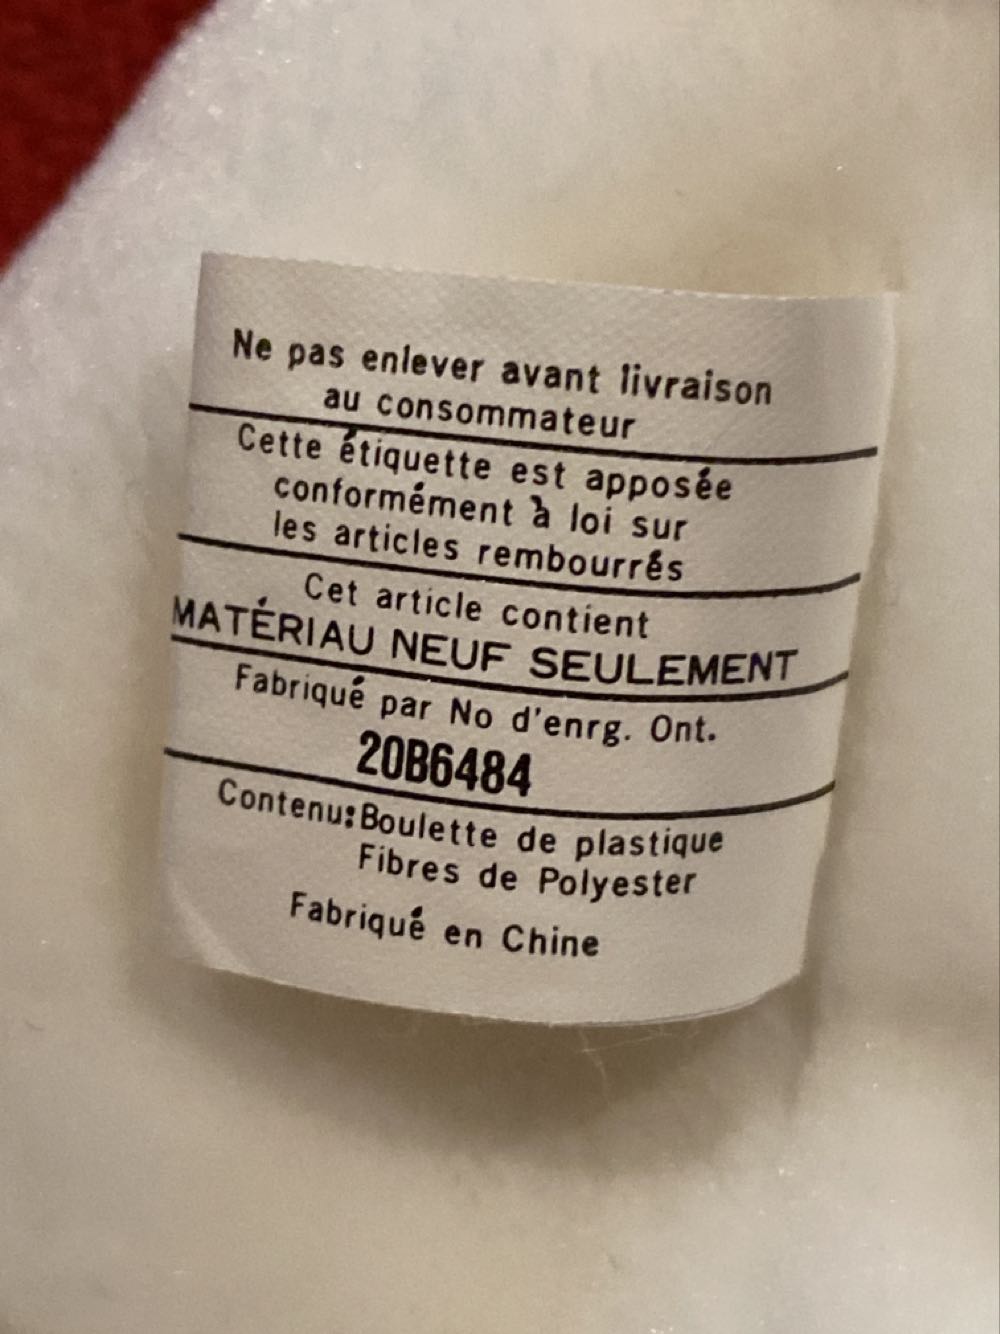 Ne pas enlever avant livraison
au consommateur
Cette étiquette est apposée
conformément à loi sur
les articles rembourrés
Cet article contient
MATÉRIAU NEUF SEULEMENT
Fabriqué par No d'enrg. Ont.
20B6484
Contenu: Boulette de plastique
Fibres de Polyester
Fabriqué en Chine